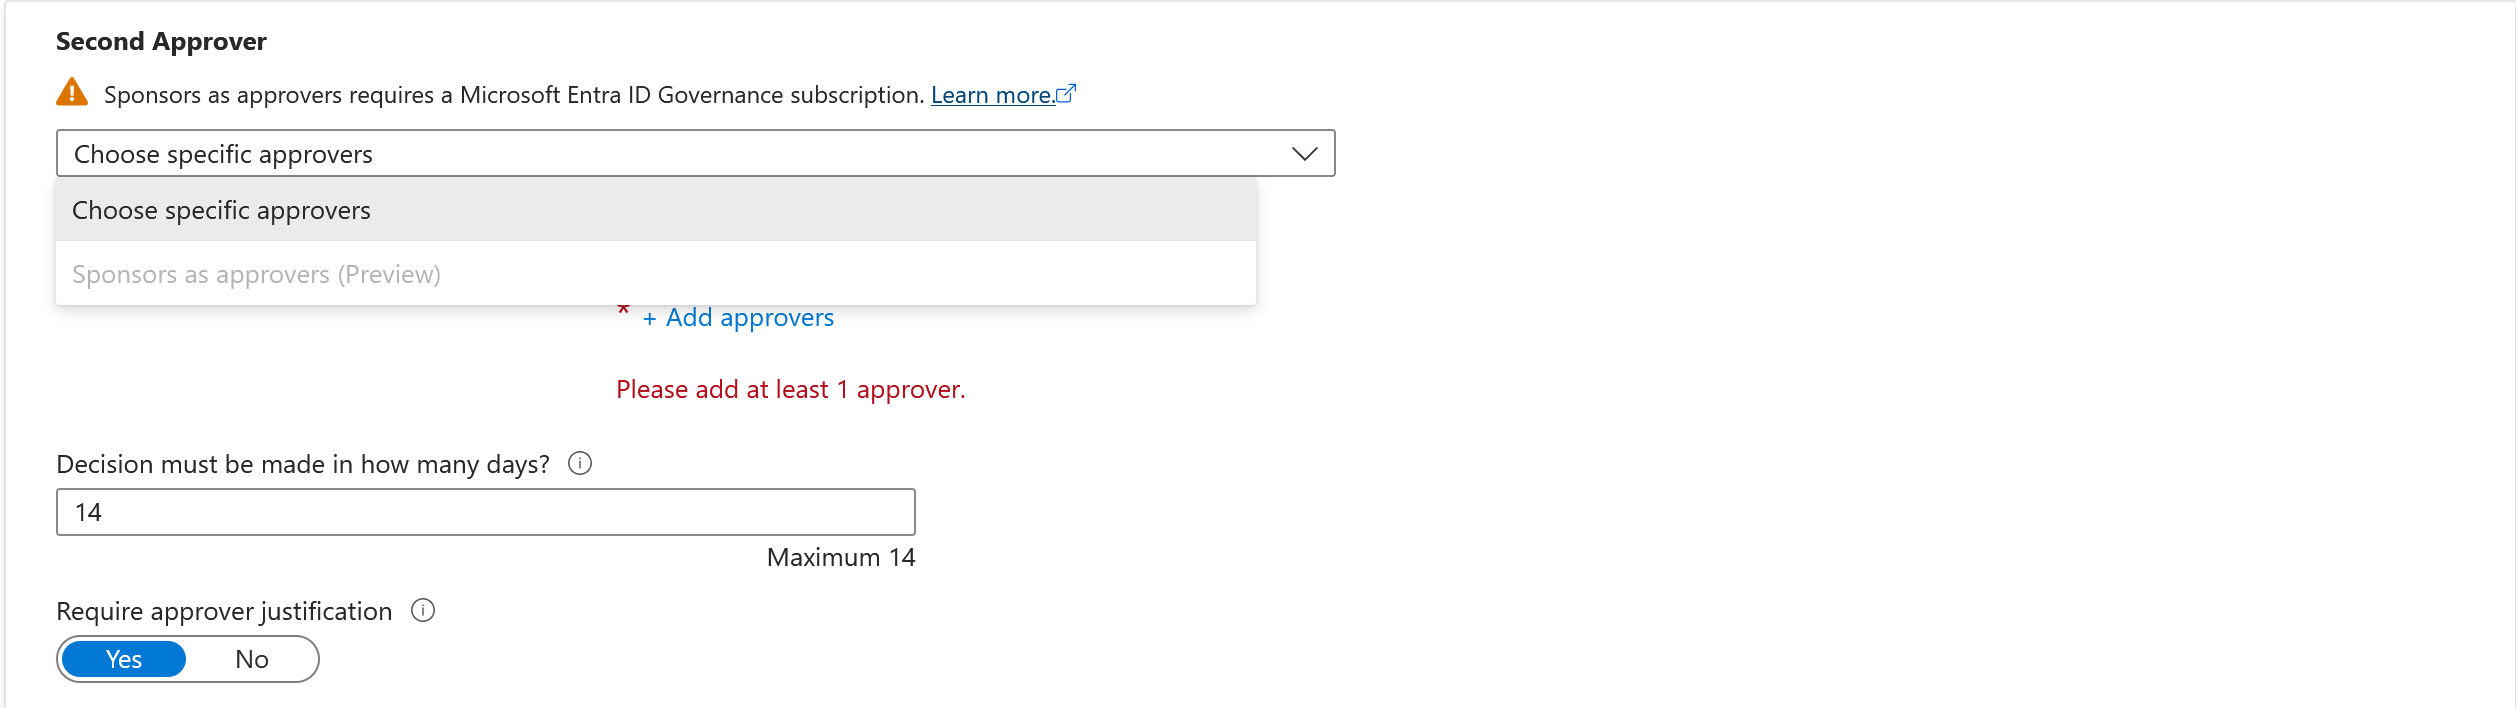 Second Approver
Sponsors as approvers requires a Microsoft Entra ID Governance subscription. Learn more.
Choose specific approvers
Choose specific approvers
Sponsors as approvers (Preview)
* + Add approvers
Please add at least 1 approver.
Decision must be made in how many days?
14
Maximum 14
Require approver justification
Yes No